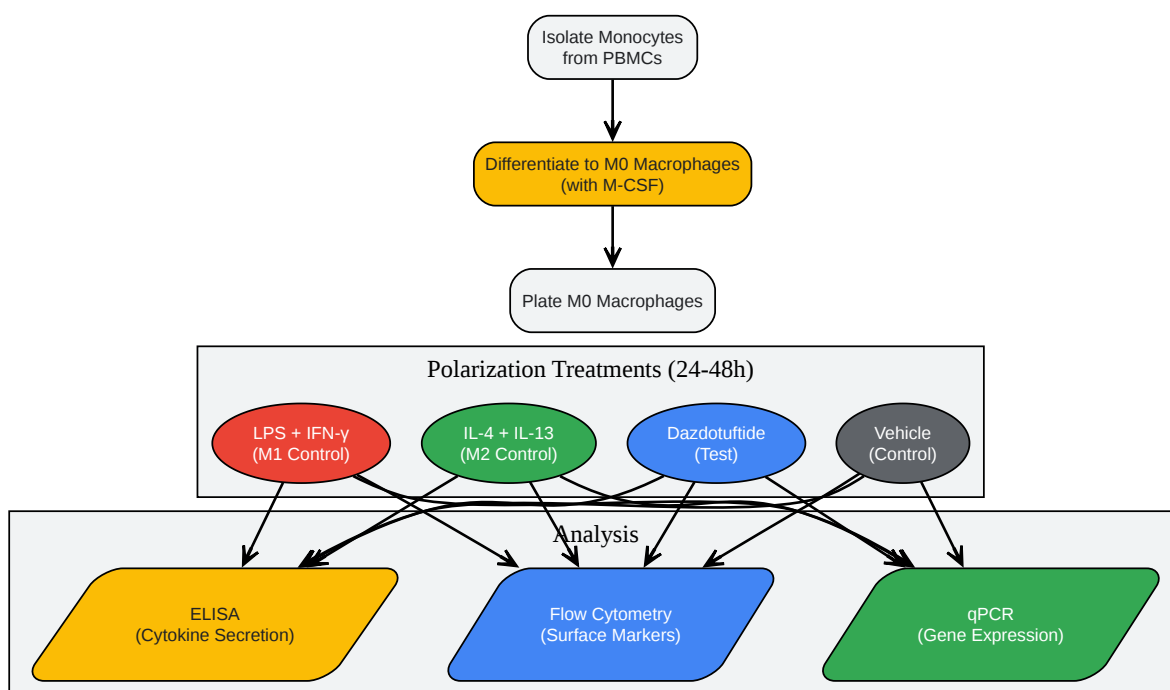 Isolate Monocytes
from PBMCs
Differentiate to M0 Macrophages
(with M-CSF)
Plate M0 Macrophages
Polarization Treatments (24-48h)
LPS + IFN-γ
(M1 Control)
IL-4 + IL-13
(M2 Control)
Dazdotuftide
(Test)
Vehicle
(Control)
Analysis
ELISA
(Cytokine Secretion)
Flow Cytometry
(Surface Markers)
qPCR
(Gene Expression)